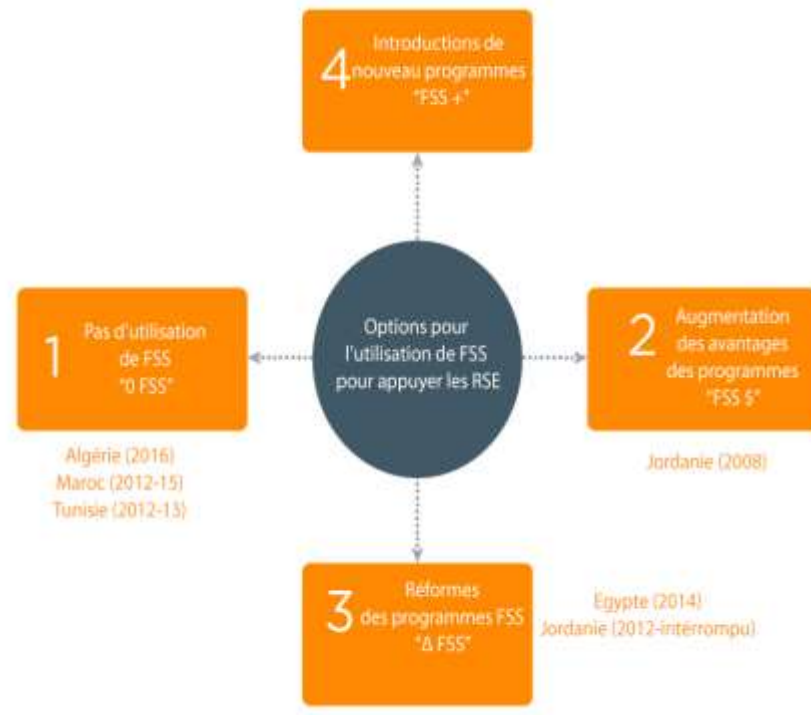 4
Introductions de
nouveau programmes
"FSS +"
1
Pas d'utilisation
de FSS
"0 FSS"
Algérie (2016)
Maroc (2012-15)
Tunisie (2012-13)
Options pour
l'utilisation de FSS
pour appuyer les RSE
2
Augmentation
des avantages
des programmes
"FSS $"
Jordanie (2008)
3
Réformes
des programmes FSS
"Δ FSS"
Egypte (2014)
Jordanie (2012-intérrompu)